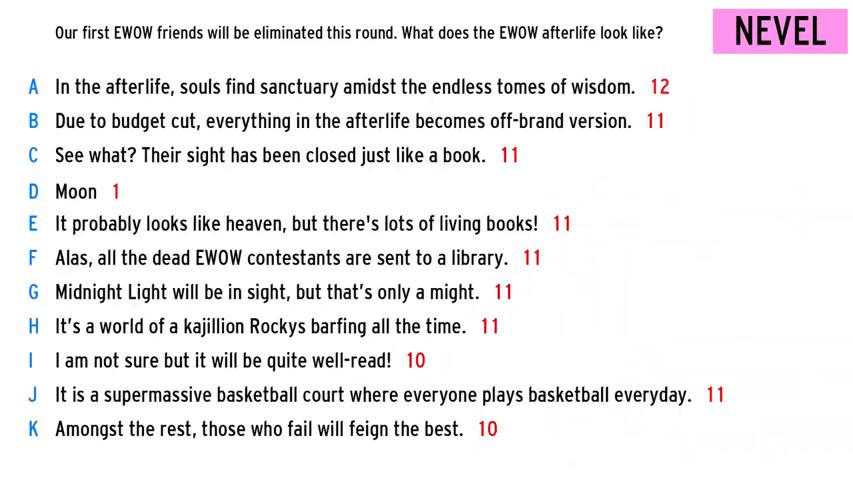 Our first EWOW friends will be eliminated this round. What does the EWOW afterlife look like?
NEVEL
A In the afterlife, souls find sanctuary amidst the endless tomes of wisdom. 12
B Due to budget cut, everything in the afterlife becomes off-brand version. 11
C See what? Their sight has been closed just like a book. 11
D Moon 1
E It probably looks like heaven, but there's lots of living books! 11
F Alas, all the dead EWOW contestants are sent to a library. 11
G Midnight Light will be in sight, but that's only a might. 11
H It's a world of a kajillion Rockys barfing all the time. 11
I I am not sure but it will be quite well-read! 10
J It is a supermassive basketball court where everyone plays basketball everyday. 11
K Amongst the rest, those who fail will feign the best. 10